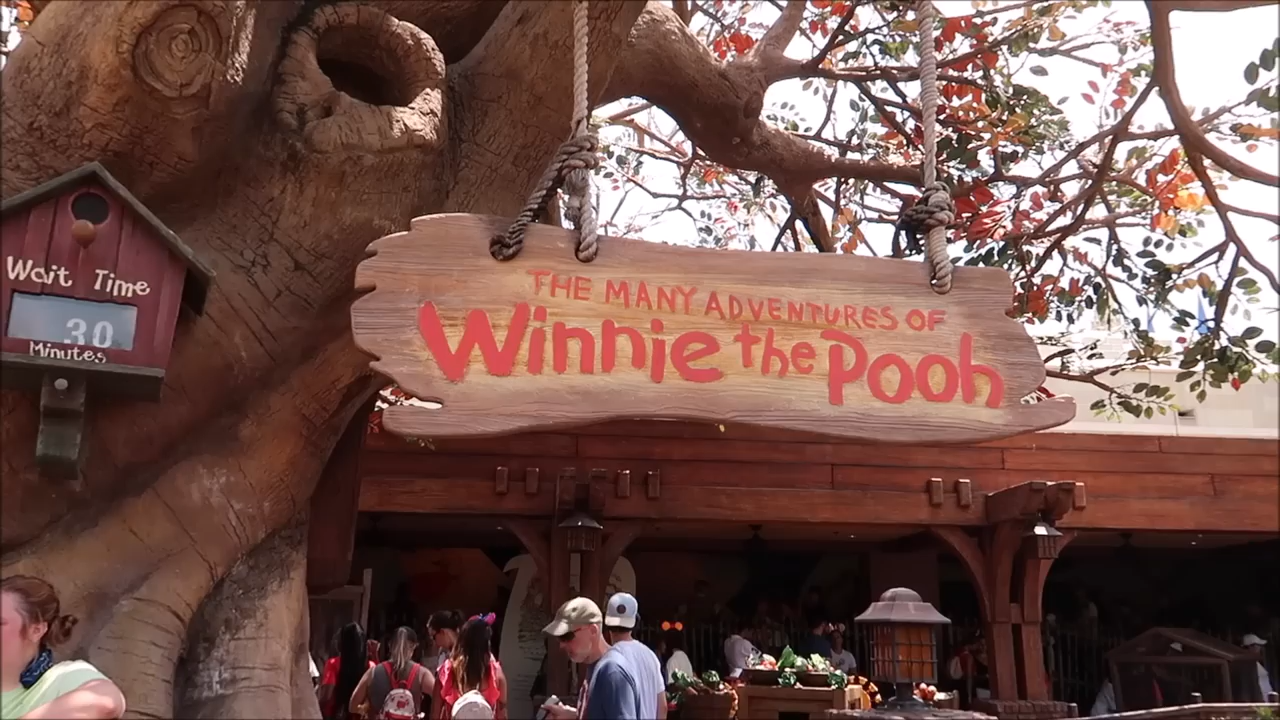 Wait Time
30
Minutes
THE MANY ADVENTURES OF
Winnie the Pooh